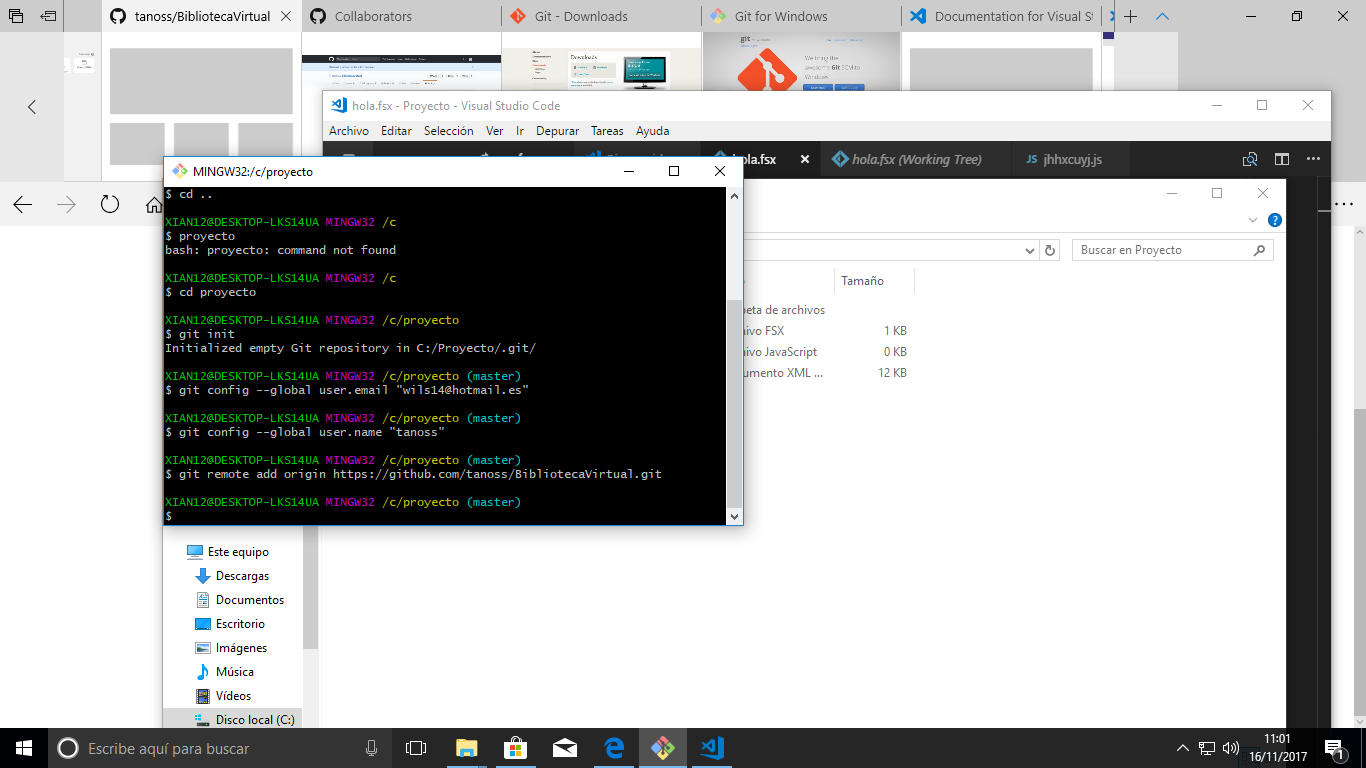 tanoss/BibliotecaVirtual
Collaborators
Git - Downloads
Git for Windows
Documentation for Visual St
git
Downloads
hola.fsx - Proyecto - Visual Studio Code
Archivo Editar Selección Ver Ir Depurar Tareas Ayuda
hola.fsx
hola.fsx (Working Tree)
JS jhhxcuyj.js
MINGW32:/c/proyecto
$ cd ..
XIAN12@DESKTOP-LKS14UA MINGW32 /c
$ proyecto
bash: proyecto: command not found
XIAN12@DESKTOP-LKS14UA MINGW32 /c
$ cd proyecto
XIAN12@DESKTOP-LKS14UA MINGW32 /c/proyecto
$ git init
Initialized empty Git repository in C:/Proyecto/.git/
XIAN12@DESKTOP-LKS14UA MINGW32 /c/proyecto (master)
$ git config --global user.email "wils14@hotmail.es"
XIAN12@DESKTOP-LKS14UA MINGW32 /c/proyecto (master)
$ git config --global user.name "tanoss"
XIAN12@DESKTOP-LKS14UA MINGW32 /c/proyecto (master)
$ git remote add origin https://github.com/tanoss/BibliotecaVirtual.git
XIAN12@DESKTOP-LKS14UA MINGW32 /c/proyecto (master)
$
Buscar en Proyecto
Tamaño
peta de archivos
ivo FSX 1 KB
ivo JavaScript 0 KB
umento XML ... 12 KB
Este equipo
Descargas
Documentos
Escritorio
Imágenes
Música
Vídeos
Disco local (C:)
Escribe aquí para buscar
11:01
16/11/2017
1